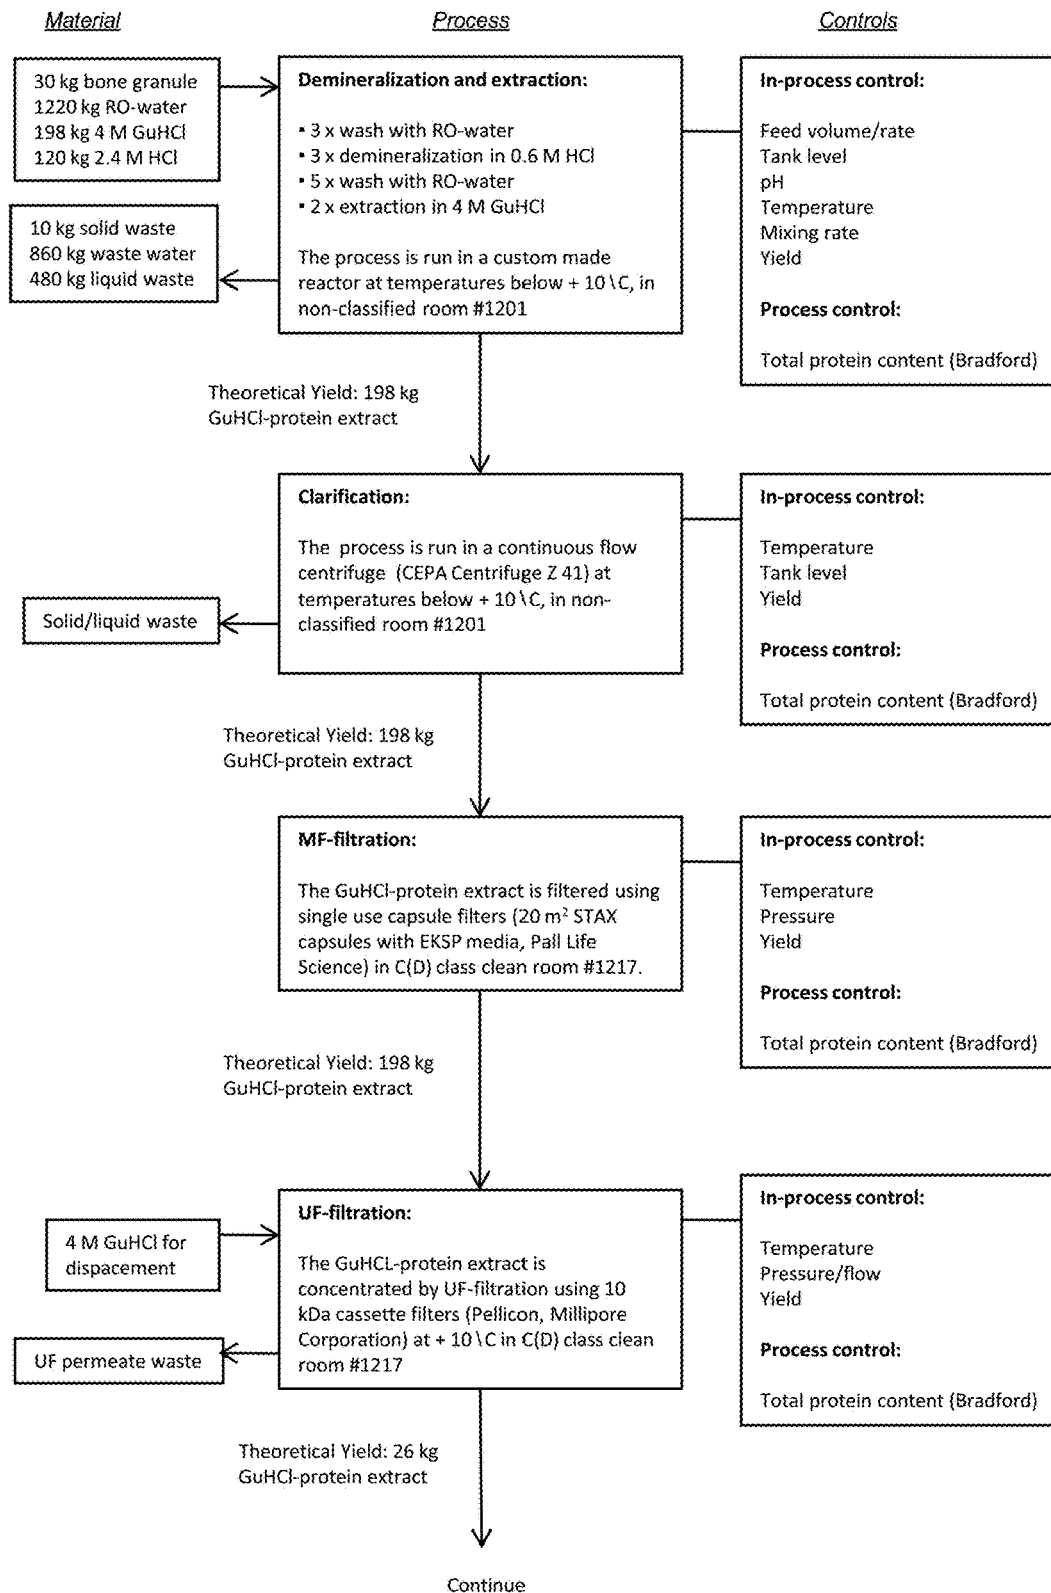 Material
Process
Controls
30 kg bone granule
1220 kg RO-water
198 kg 4 M GuHCl
120 kg 2.4 M HCl
10 kg solid waste
860 kg waste water
480 kg liquid waste
Demineralization and extraction:
▪ 3 x wash with RO-water
▪ 3x demineralization in 0.6 M HCl
▪ 5x wash with RO-water
▪ 2 x extraction in 4 M GuHCl
The process is run in a custom made
reactor at temperatures below + 10 \C, in
non-classified room #1201
In-process control:
Feed volume/rate
Tank level
pH
Temperature
Mixing rate
Yield
Process control:
Total protein content (Bradford)
Theoretical Yield: 198 kg
GuHCl-protein extract
Solid/liquid waste
Clarification:
The process is run in a continuous flow
centrifuge (CEPA Centrifuge Z 41) at
temperatures below + 10 \C, in non-
classified room #1201
In-process control:
Temperature
Tank level
Yield
Process control:
Total protein content (Bradford)
Theoretical Yield: 198 kg
GuHCl-protein extract
MF-filtration:
The GuHCl-protein extract is filtered using
single use capsule filters (20 m² STAX
capsules with EKSP media, Pall Life
Science) in C(D) class clean room #1217.
In-process control:
Temperature
Pressure
Yield
Process control:
Total protein content (Bradford)
Theoretical Yield: 198 kg
GuHCl-protein extract
4 M GuHCl for
dispacement
UF permeate waste
UF-filtration:
The GuHCL-protein extract is
concentrated by UF-filtration using 10
kDa cassette filters (Pellicon, Millipore
Corporation) at + 10 \C in C(D) class clean
room #1217
In-process control:
Temperature
Pressure/flow
Yield
Process control:
Total protein content (Bradford)
Theoretical Yield: 26 kg
GuHCl-protein extract
Continue